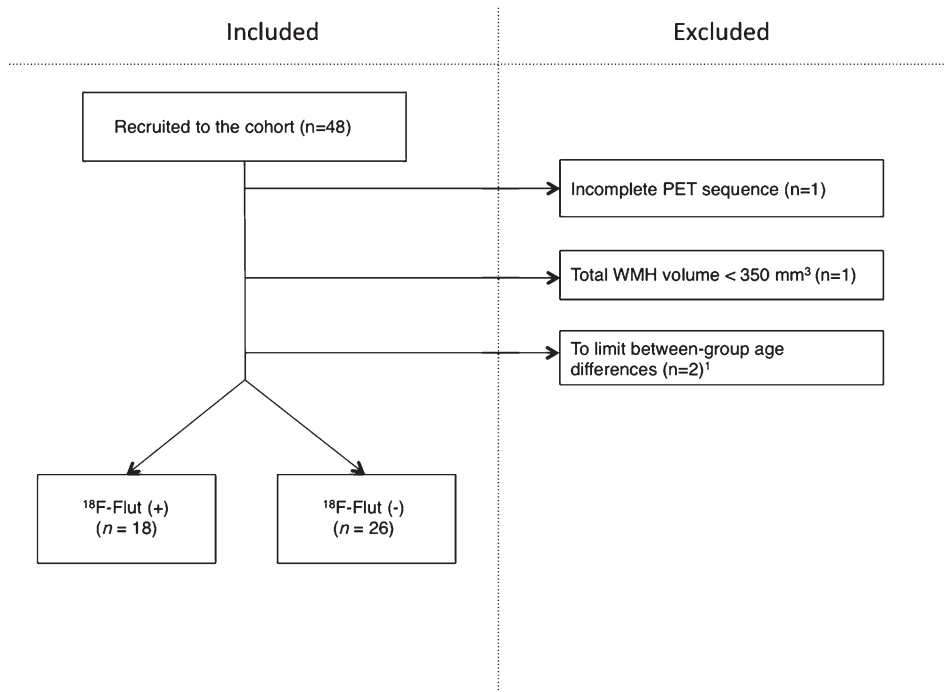 Included
Excluded
Recruited to the cohort (n=48)
Incomplete PET sequence (n=1)
Total WMH volume < 350 mm³ (n=1)
To limit between-group age
differences (n=2)¹
¹⁸F-Flut (+)
(n = 18)
¹⁸F-Flut (-)
(n = 26)